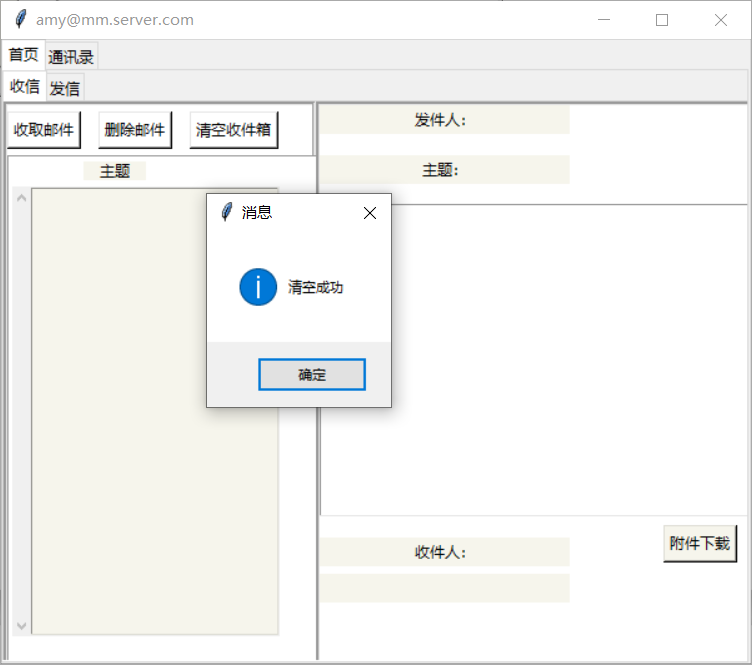 amy@mm.server.com
首页 通讯录
收信 发信
收取邮件 删除邮件 清空收件箱
主题
发件人：
主题：
消息
清空成功
确定
收件人：
附件下载